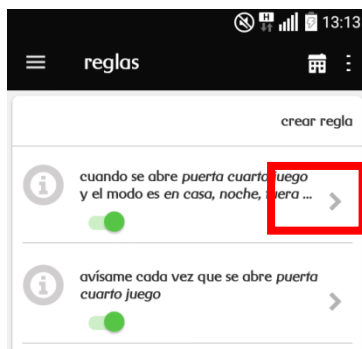 13:13
reglas
crear regla
cuando se abre puerta cuarto juego
y el modo es en casa, noche, fuera ...
avísame cada vez que se abre puerta
cuarto juego